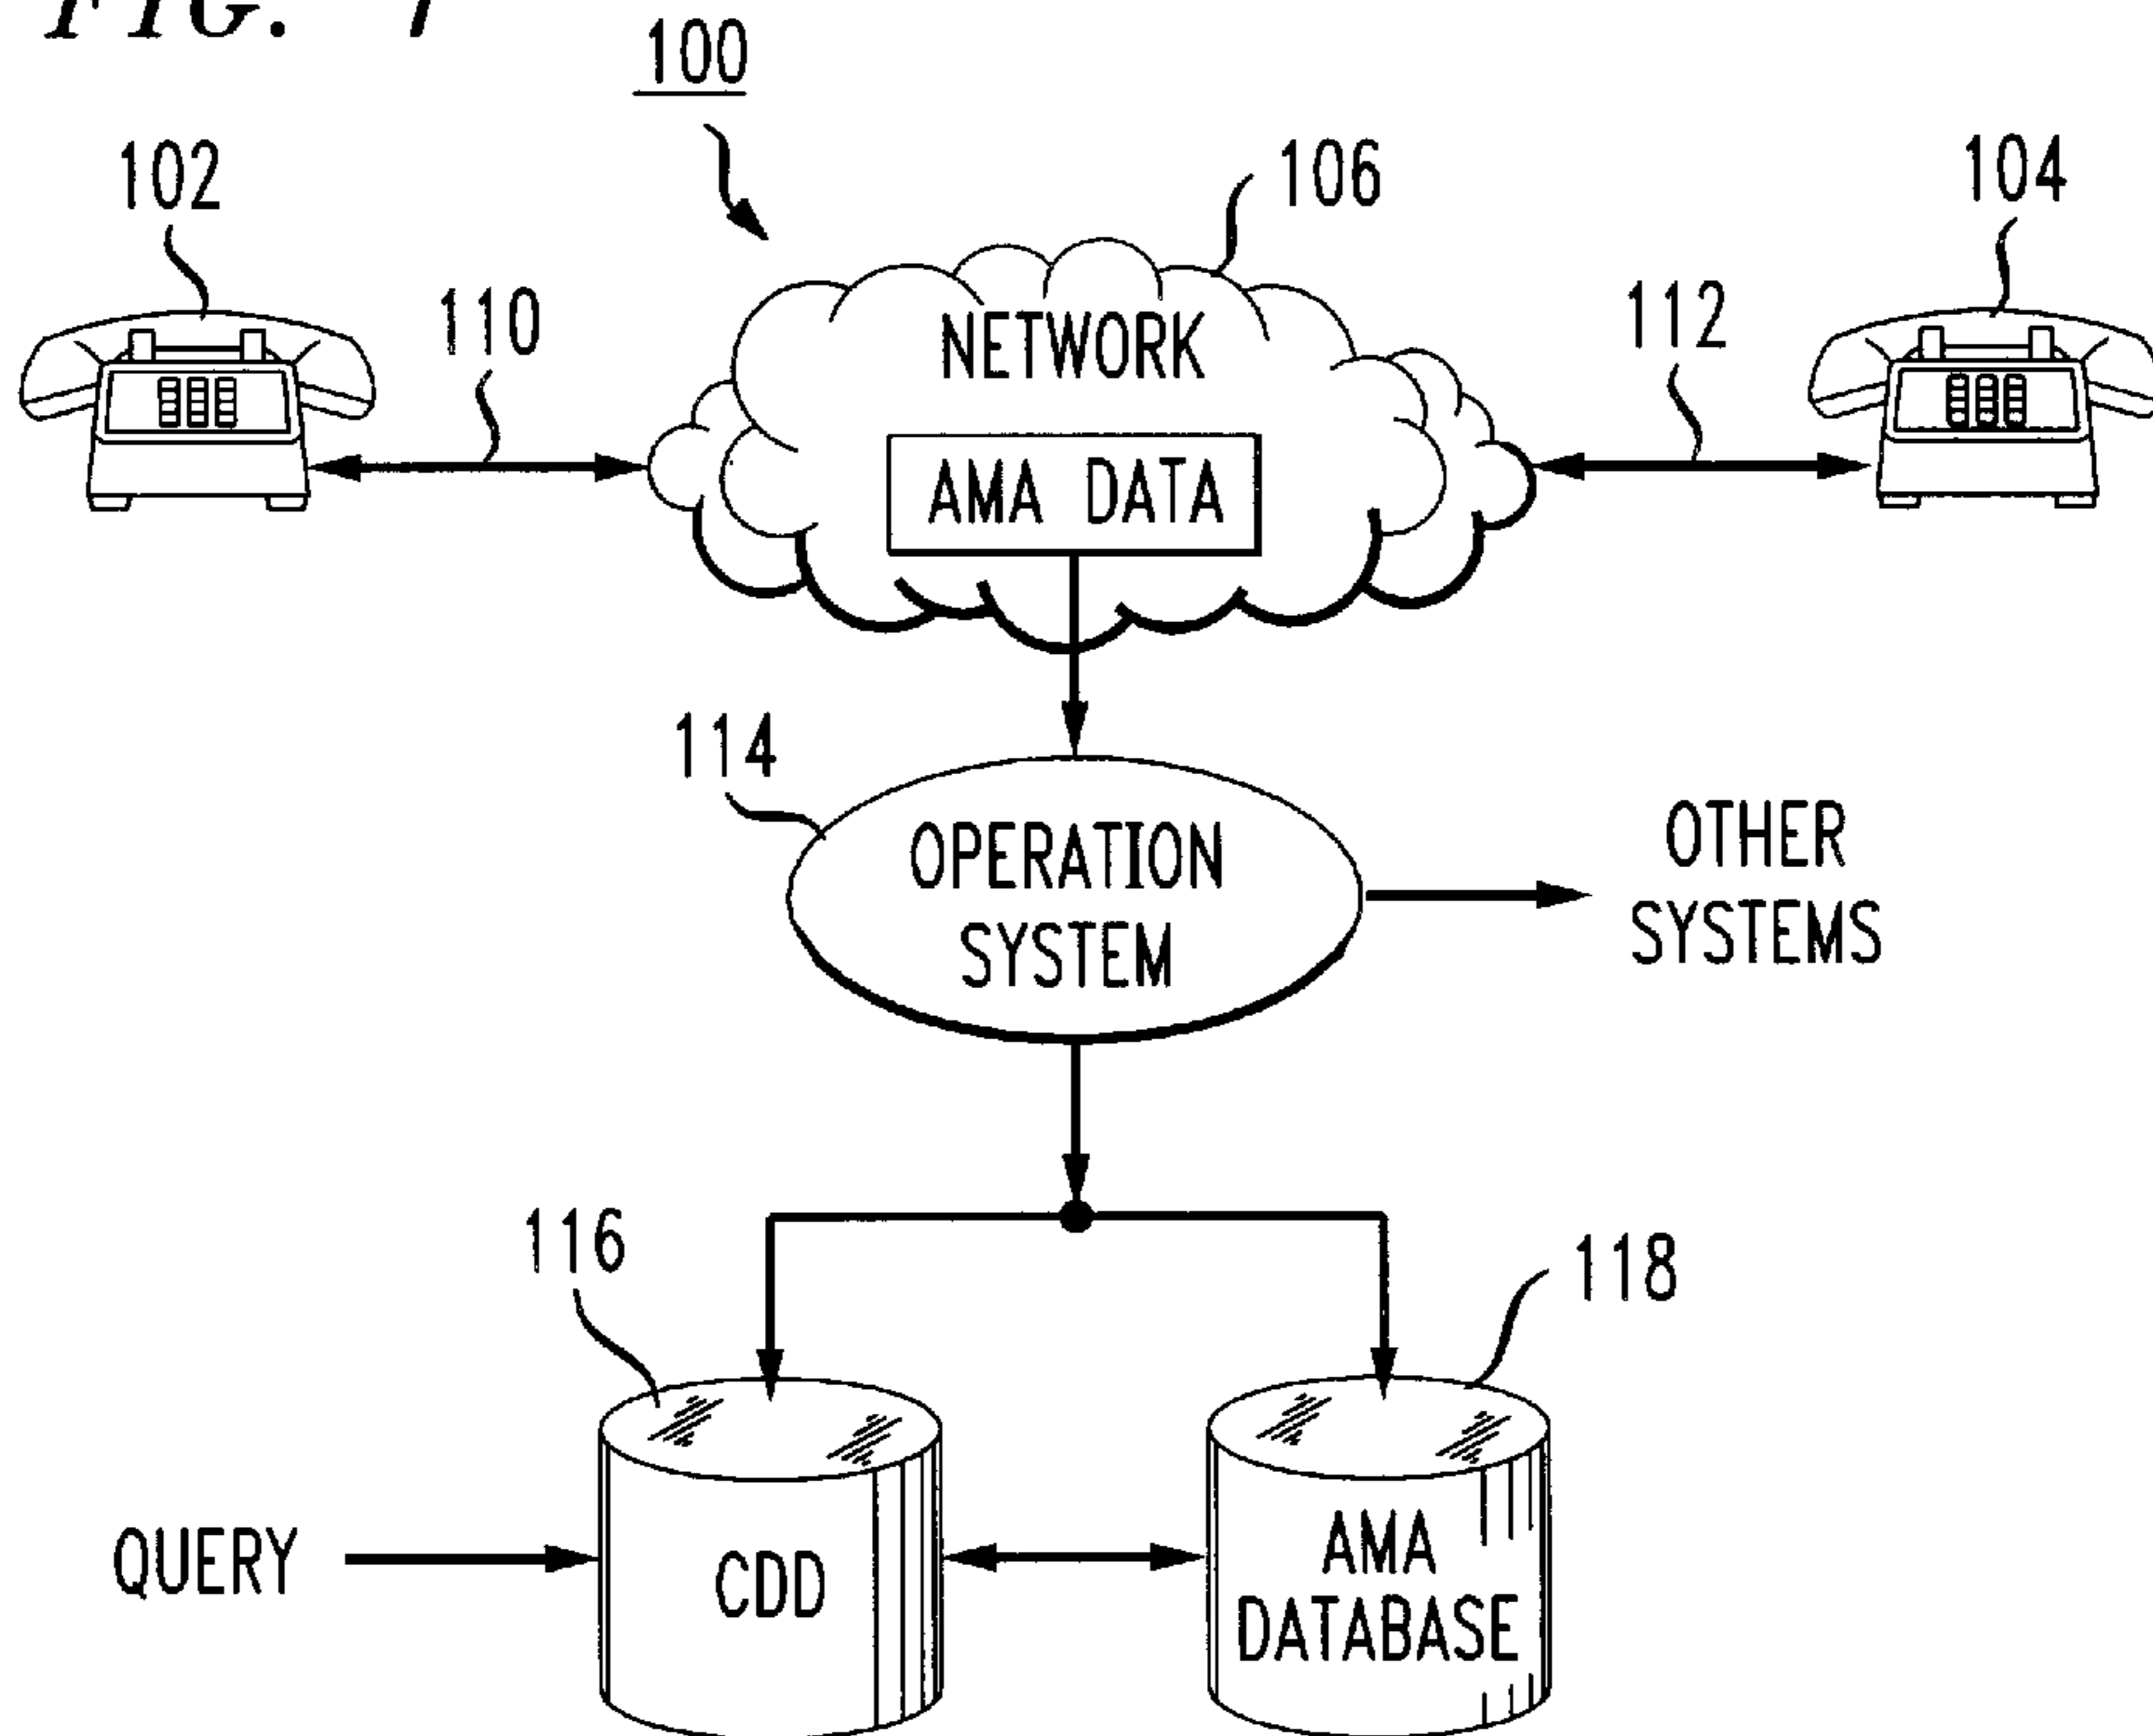 FIG. 1
100
102
106
104
110
112
NETWORK
AMA DATA
114
OPERATION
SYSTEM
OTHER
SYSTEMS
116
118
QUERY
CDD
AMA
DATABASE